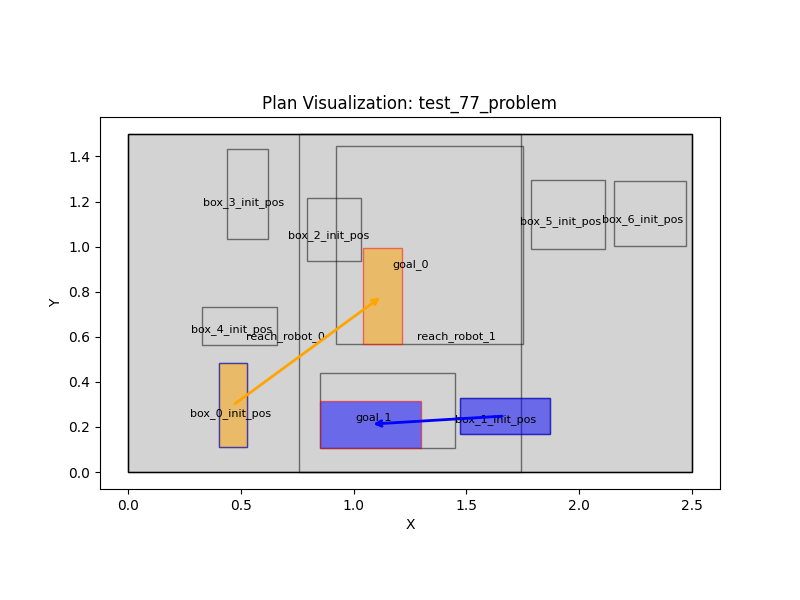 Plan Visualization: test_77_problem
Y
1.4
1.2
1.0
0.8
0.6
0.4
0.2
0.0
box_3_init_pos
box_2_init_pos
box_5_init_pos
box_6_init_pos
goal_0
box_4_init_pos
reach_robot_0
reach_robot_1
box_0_init_pos
goal_1
box_1_init_pos
0.0
0.5
1.0
1.5
2.0
2.5
X